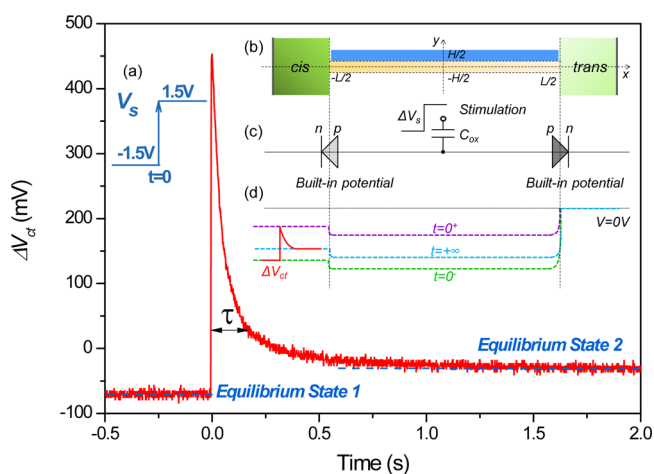 500
400
300
200
100
0
-100
ΔVct (mV)
(a)
Vs
1.5V
-1.5V
t=0
τ
Equilibrium State 1
Equilibrium State 2
(b)
y
H/2
cis
trans
-L/2
-H/2
L/2
x
(c)
ΔVs
Stimulation
Cox
n
p
p
n
Built-in potential
Built-in potential
(d)
t=0+
V=0V
t=+∞
ΔVct
t=0-
-0.5
0.0
0.5
1.0
1.5
2.0
Time (s)